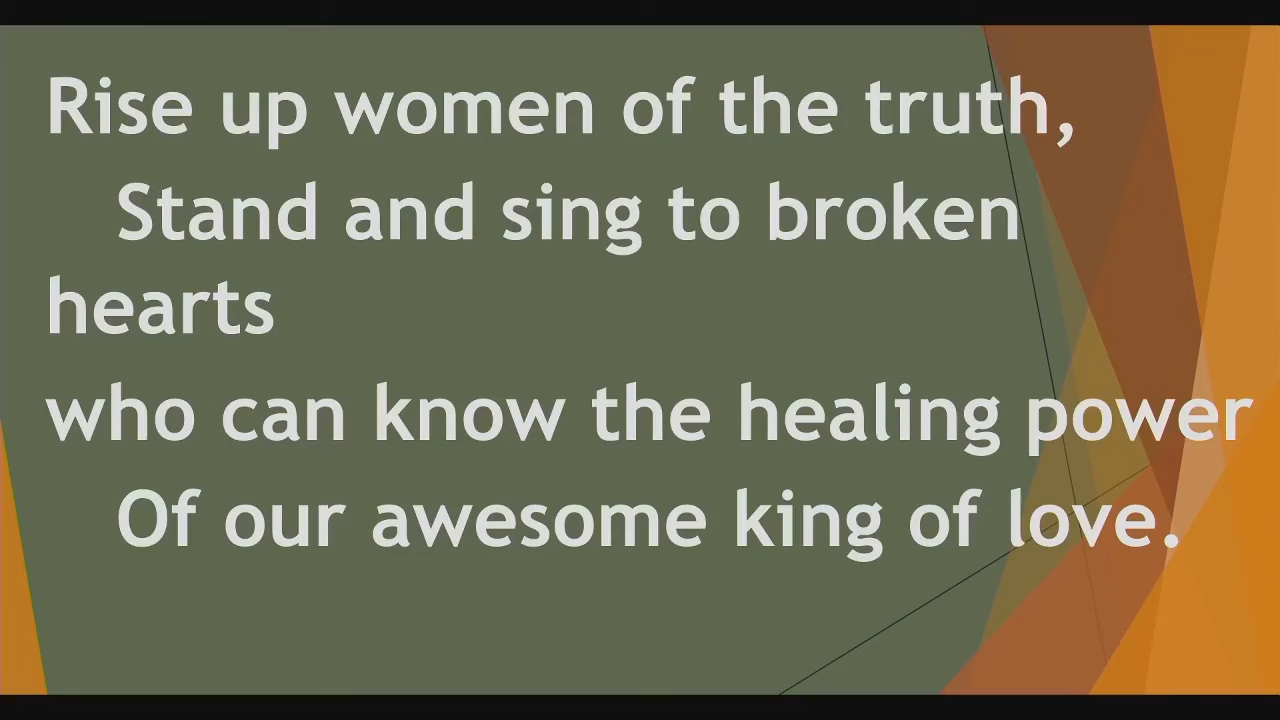 Rise up women of the truth,
Stand and sing to broken
hearts
who can know the healing power
Of our awesome king of love.